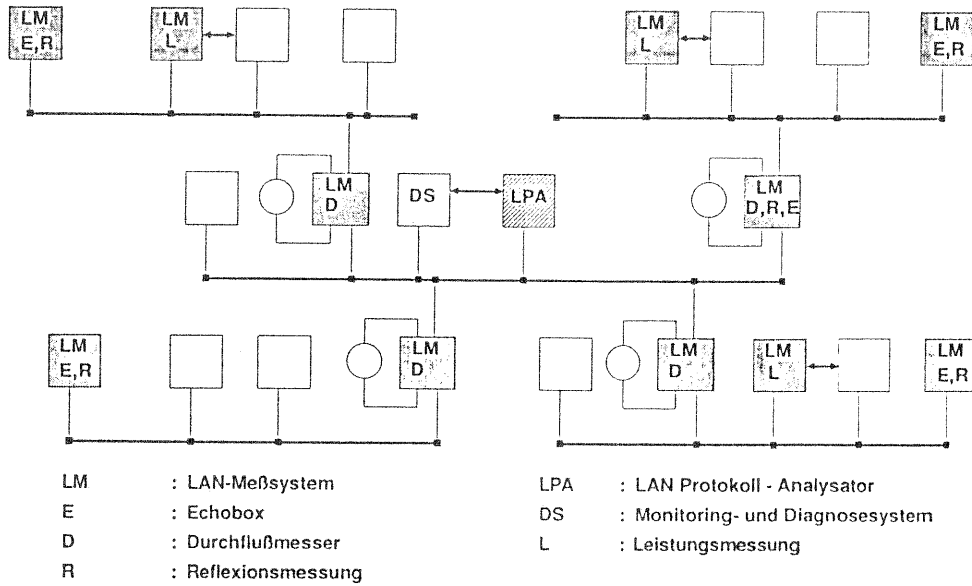 LM
E,R
LM
L
LM
L
LM
E,R
LM
D
DS
LPA
LM
D,R,E
LM
E,R
LM
D
LM
D
LM
L
LM
E,R
LM : LAN-Meßsystem
E : Echobox
D : Durchflußmesser
R : Reflexionsmessung
LPA : LAN Protokoll - Analysator
DS : Monitoring- und Diagnosesystem
L : Leistungsmessung